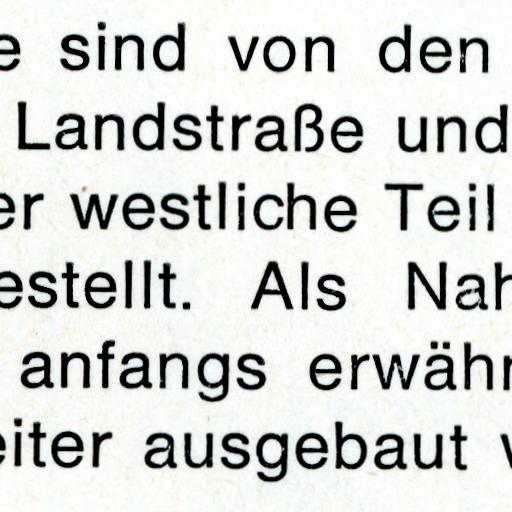 e sind von den
Landstraße und
er westliche Teil
estellt. Als Nah
anfangs erwähn
eiter ausgebaut